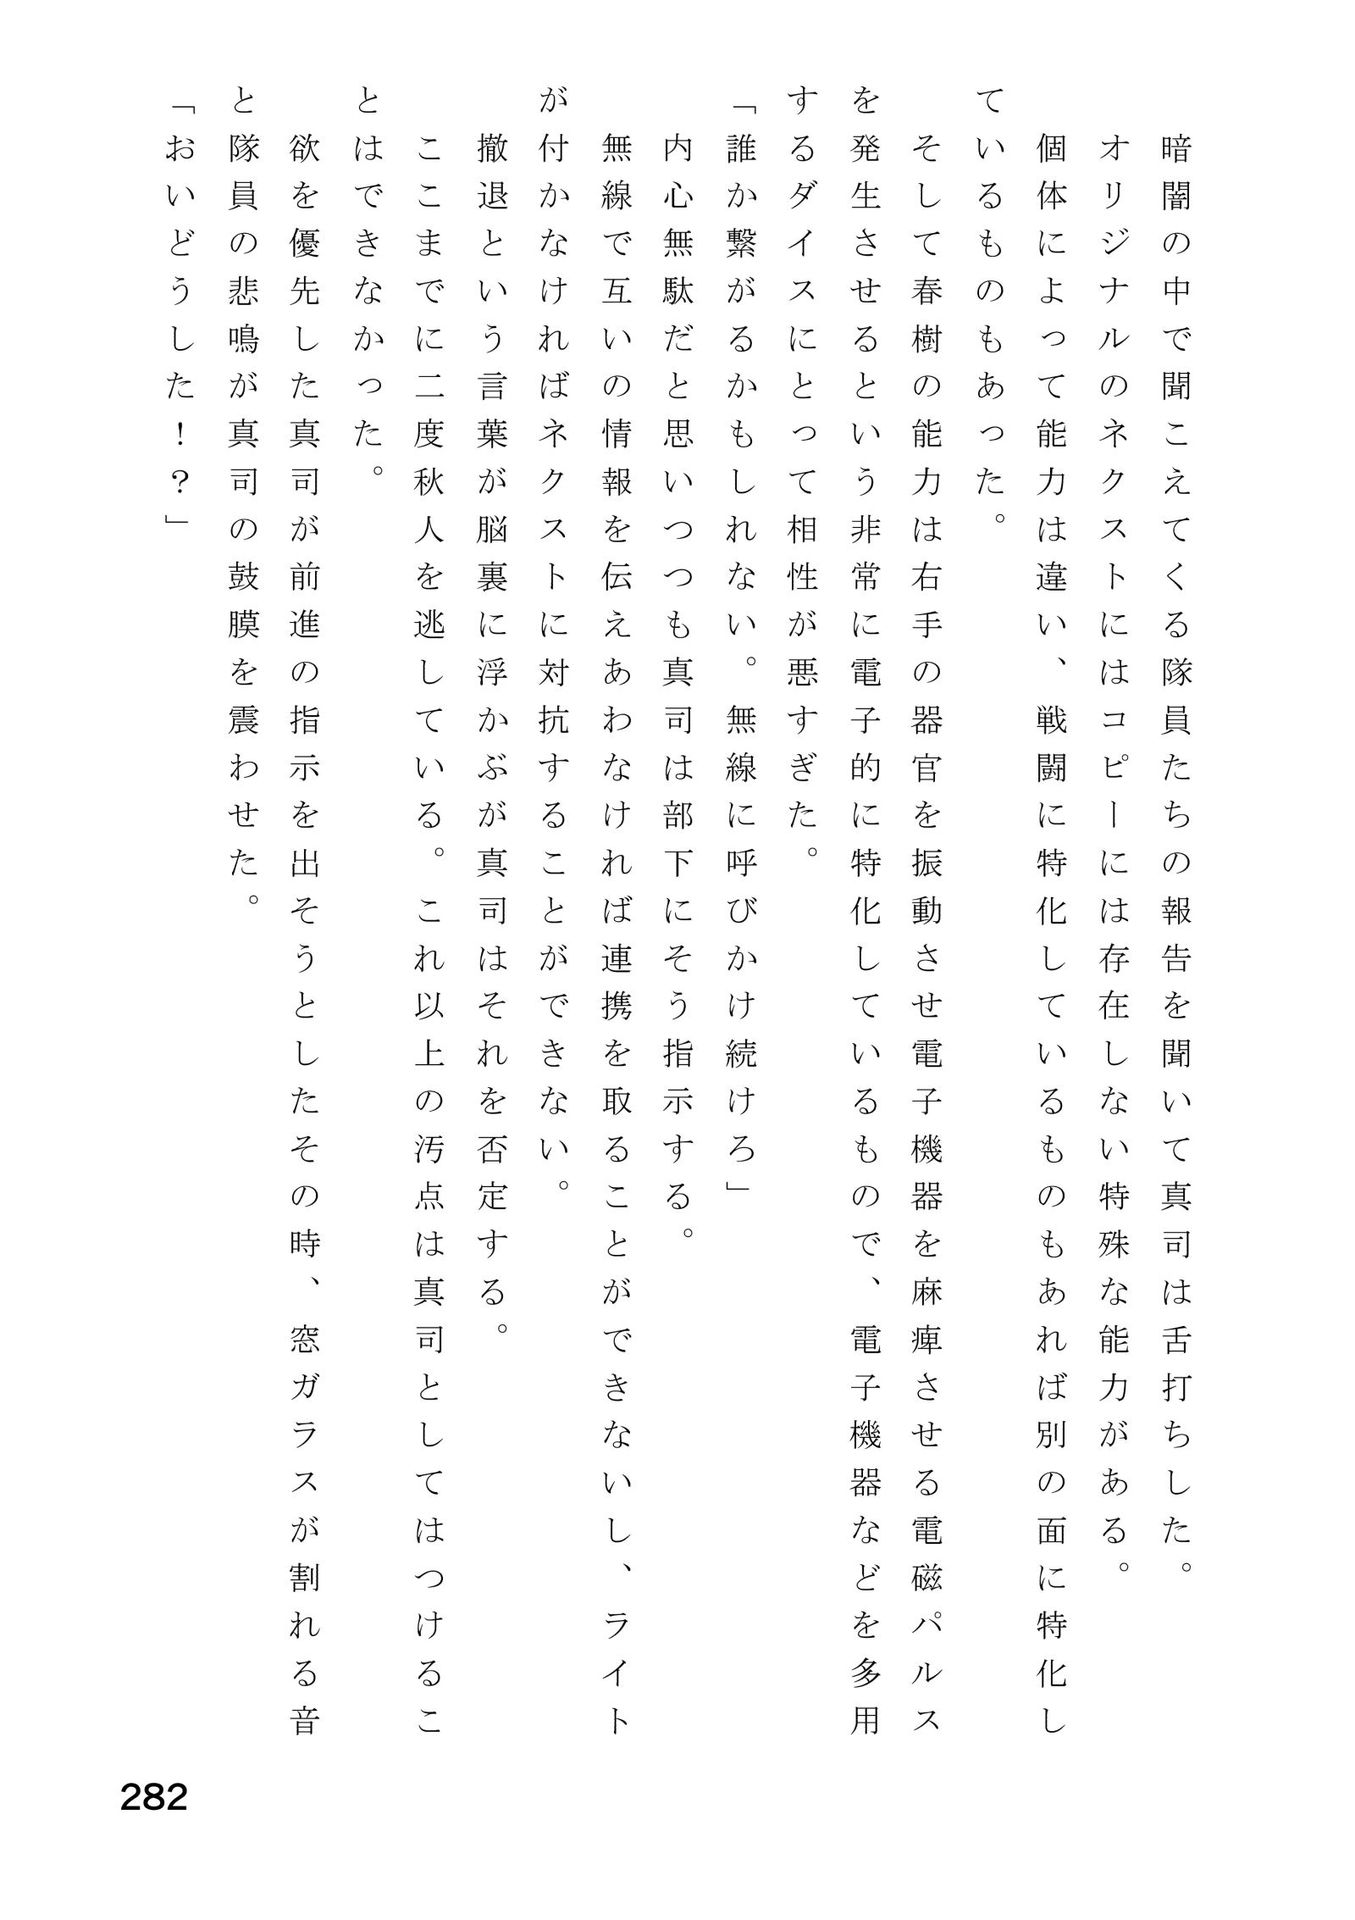 暗闇の中で聞こえてくる隊員たちの報告を聞いて真司は舌打ちした。
　オリジナルのネクストにはコピーには存在しない特殊な能力がある。
　個体によって能力は違い、戦闘に特化しているものもあれば別の面に特化し
ているものもあった。
　そして春樹の能力は右手の器官を振動させ電子機器を麻痺させる電磁パルス
を発生させるという非常に電子的に特化しているもので、電子機器などを多用
するダイスにとって相性が悪すぎた。
「誰か繋がるかもしれない。無線に呼びかけ続けろ」
　内心無駄だと思いつつも真司は部下にそう指示する。
　無線で互いの情報を伝えあわなければ連携を取ることができないし、ライト
が付かなければネクストに対抗することができない。
　撤退という言葉が脳裏に浮かぶが真司はそれを否定する。
　ここまでに二度秋人を逃している。これ以上の汚点は真司としてはつけるこ
とはできなかった。
　欲を優先した真司が前進の指示を出そうとしたその時、窓ガラスが割れる音
と隊員の悲鳴が真司の鼓膜を震わせた。
「おいどうした！？」
282